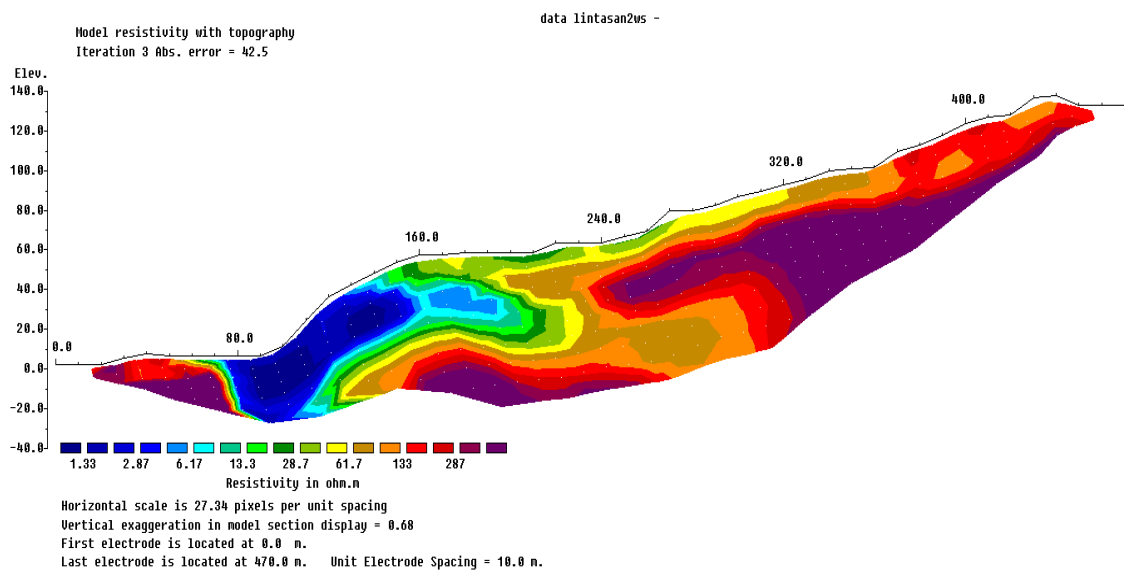 data lintasan2ws -
Model resistivity with topography
Iteration 3 Abs. error = 42.5
Elev.
140.0
120.0
100.0
80.0
60.0
40.0
20.0
0.0
-20.0
-40.0
0.0
80.0
160.0
240.0
320.0
400.0
1.33 2.87 6.17 13.3 28.7 61.7 133 287
Resistivity in ohm.m
Horizontal scale is 27.34 pixels per unit spacing
Vertical exaggeration in model section display = 0.68
First electrode is located at 0.0 m.
Last electrode is located at 470.0 m. Unit Electrode Spacing = 10.0 m.